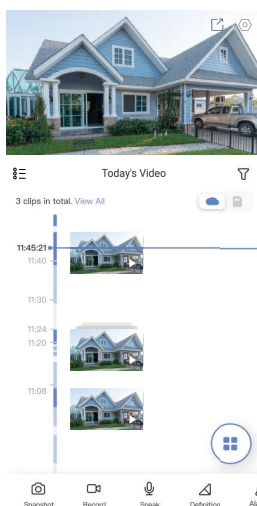 Today's Video
3 clips in total. View All
11:45:21
11:40
11:30
11:24
11:20
11:08
Snapshot
Record
Speak
Definition